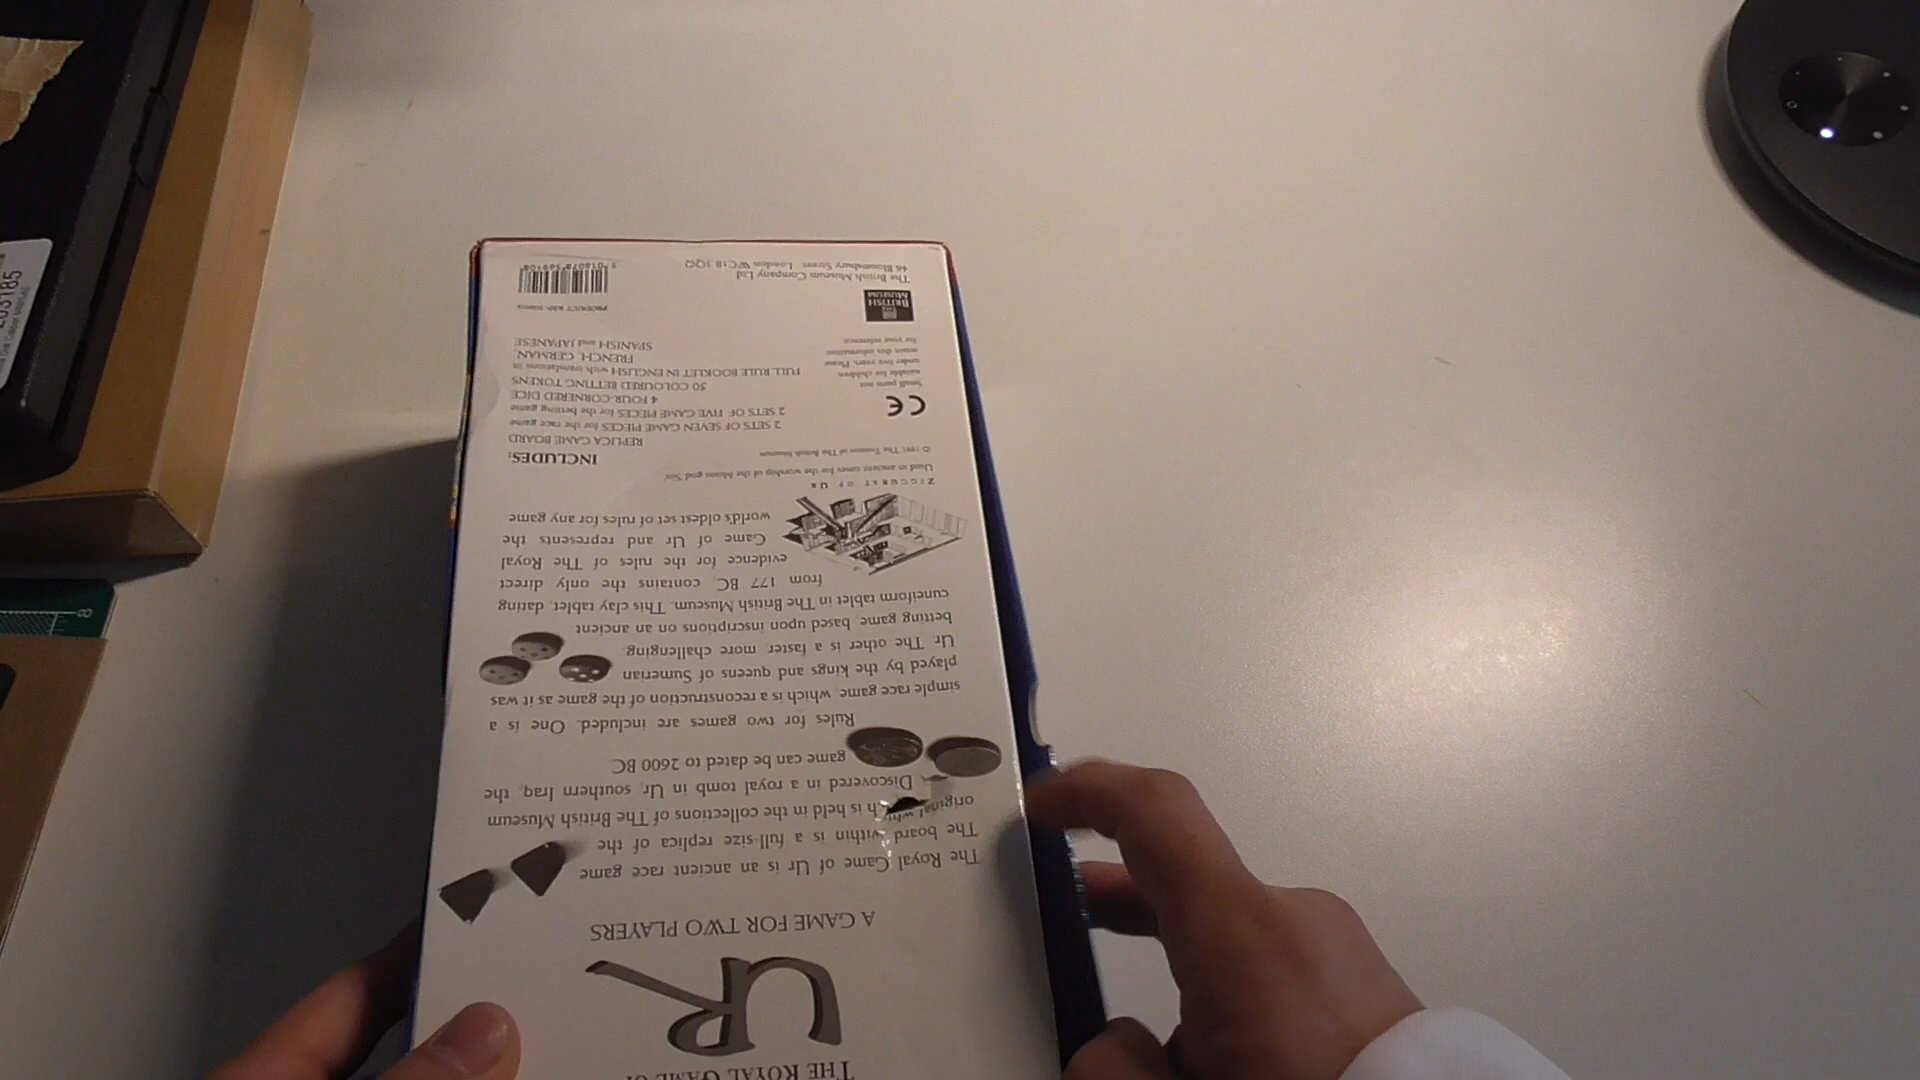 THE ROYAL GAME OF
UR
A GAME FOR TWO PLAYERS
The Royal Game of Ur is an ancient race game
The board within is a full-size replica of the
original which is held in the collections of The British Museum
Discovered in a royal tomb in Ur, southern Iraq, the
game can be dated to 2600 BC.
Rules for two games are included. One is a
simple race game, which is a reconstruction of the game as it was
played by the kings and queens of Sumerian
Ur. The other is a faster, more challenging
betting game, based upon inscriptions on an ancient
cuneiform tablet in The British Museum. This clay tablet, dating
from 177 BC, contains the only direct
evidence for the rules of The Royal
Game of Ur and represents the
world's oldest set of rules for any game
ZIGGURAT OF UR
Used in ancient times for the worship of the Moon god 'Sin'
The Trustees of The British Museum
INCLUDES:
REPLICA GAME BOARD
2 SETS OF SEVEN GAME PIECES for the race game
2 SETS OF FIVE GAME PIECES for the betting game
4 FOUR-CORNERED DICE
50 COLOURED BETTING TOKENS
FULL RULE BOOKLET IN ENGLISH with translations in
FRENCH, GERMAN,
SPANISH and JAPANESE
CE
Small parts not
suitable for children
under five years. Please
retain this information
for your reference.
THE
BRITISH
MUSEUM
The British Museum Company Ltd
46 Bloomsbury Street London WC1B 3QQ
8